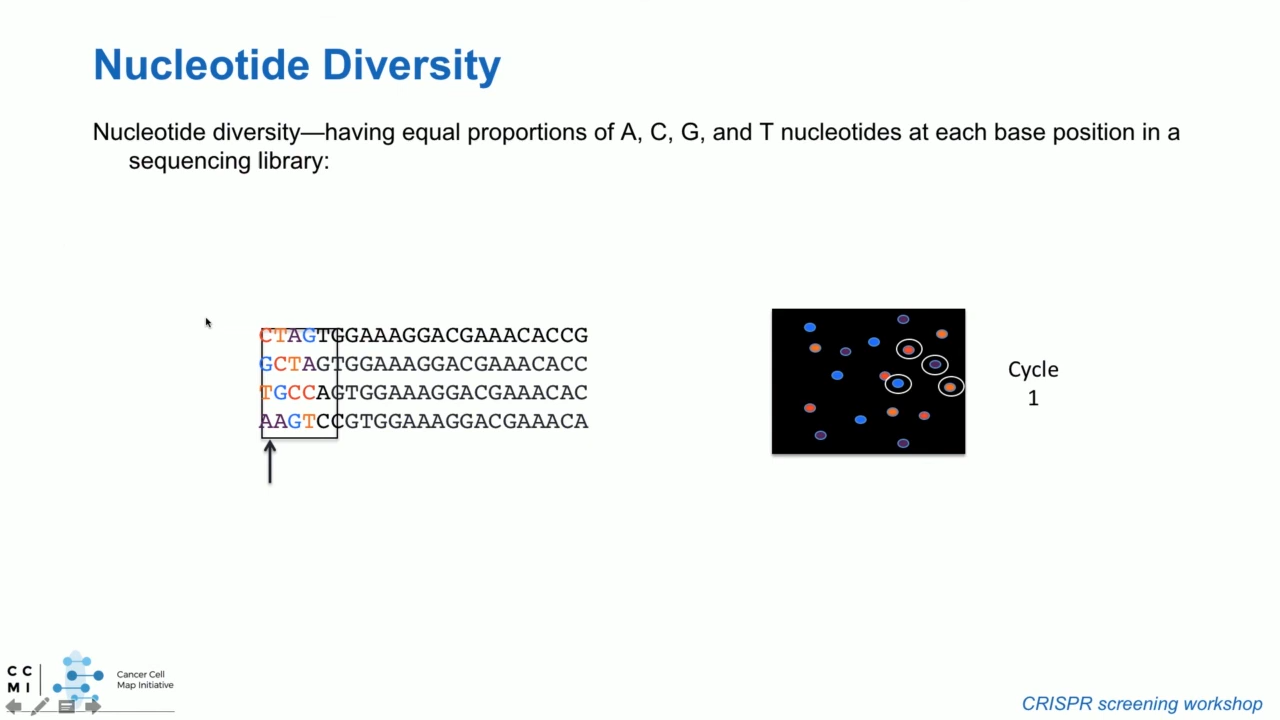 Nucleotide Diversity
Nucleotide diversity—having equal proportions of A, C, G, and T nucleotides at each base position in a
sequencing library:
CTAGTGGAAAGGACGAAACACCG
GCTAGTGGAAAGGACGAAACACC
TGCCAGTGGAAAGGACGAAACAC
AAGTCCGTGGAAAGGACGAAACA
Cycle
1
C C
M I
Cancer Cell
Map Initiative
CRISPR screening workshop